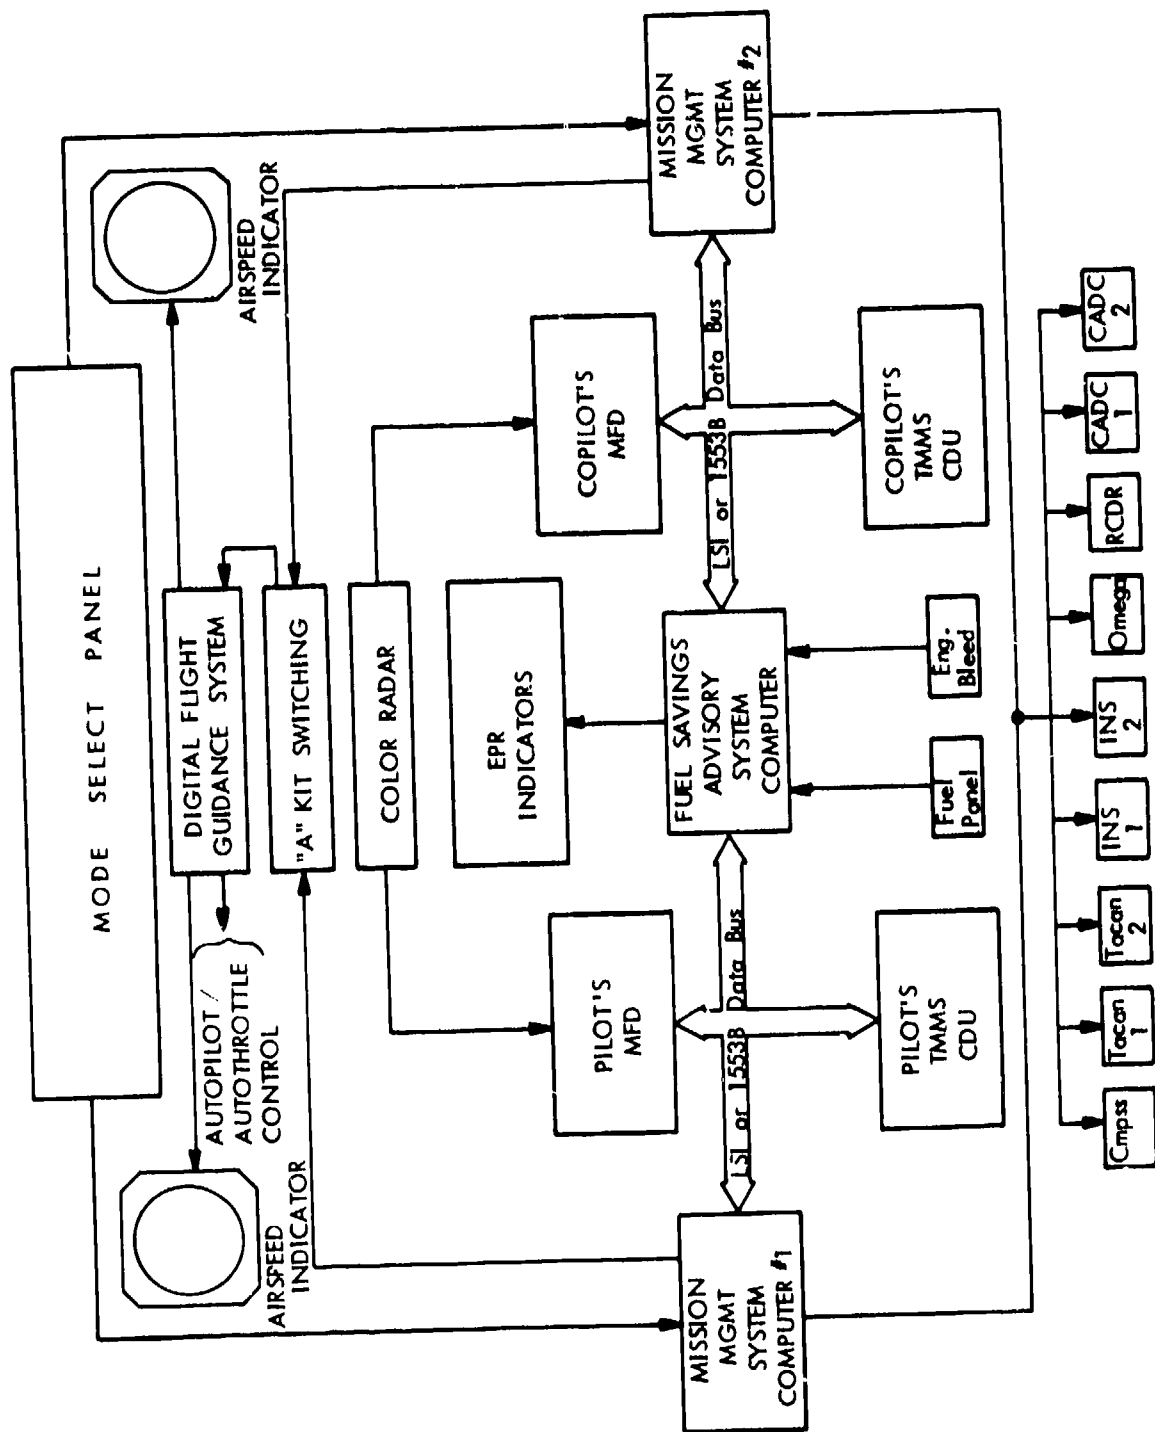 MODE SELECT PANEL
AIRSPEED
INDICATOR
DIGITAL FLIGHT
GUIDANCE SYSTEM
AUTOPILOT/
AUTOTHROTTLE
CONTROL
AIRSPEED
INDICATOR
"A" KIT SWITCHING
COLOR RADAR
PILOT'S
MFD
EPR
INDICATORS
COPILOT'S
MFD
MISSION
MGMT
SYSTEM
COMPUTER #1
LSI or 1553B Data Bus
FUEL SAVINGS
ADVISORY
SYSTEM
COMPUTER
LSI or 1553B Data Bus
MISSION
MGMT
SYSTEM
COMPUTER #2
PILOT'S
TMMS
CDU
Fuel
Panel
Eng.
Bleed
COPILOT'S
TMMS
CDU
Cmpss
Tacan
1
Tacan
2
INS
1
INS
2
Omega
RCDR
CADC
1
CADC
2